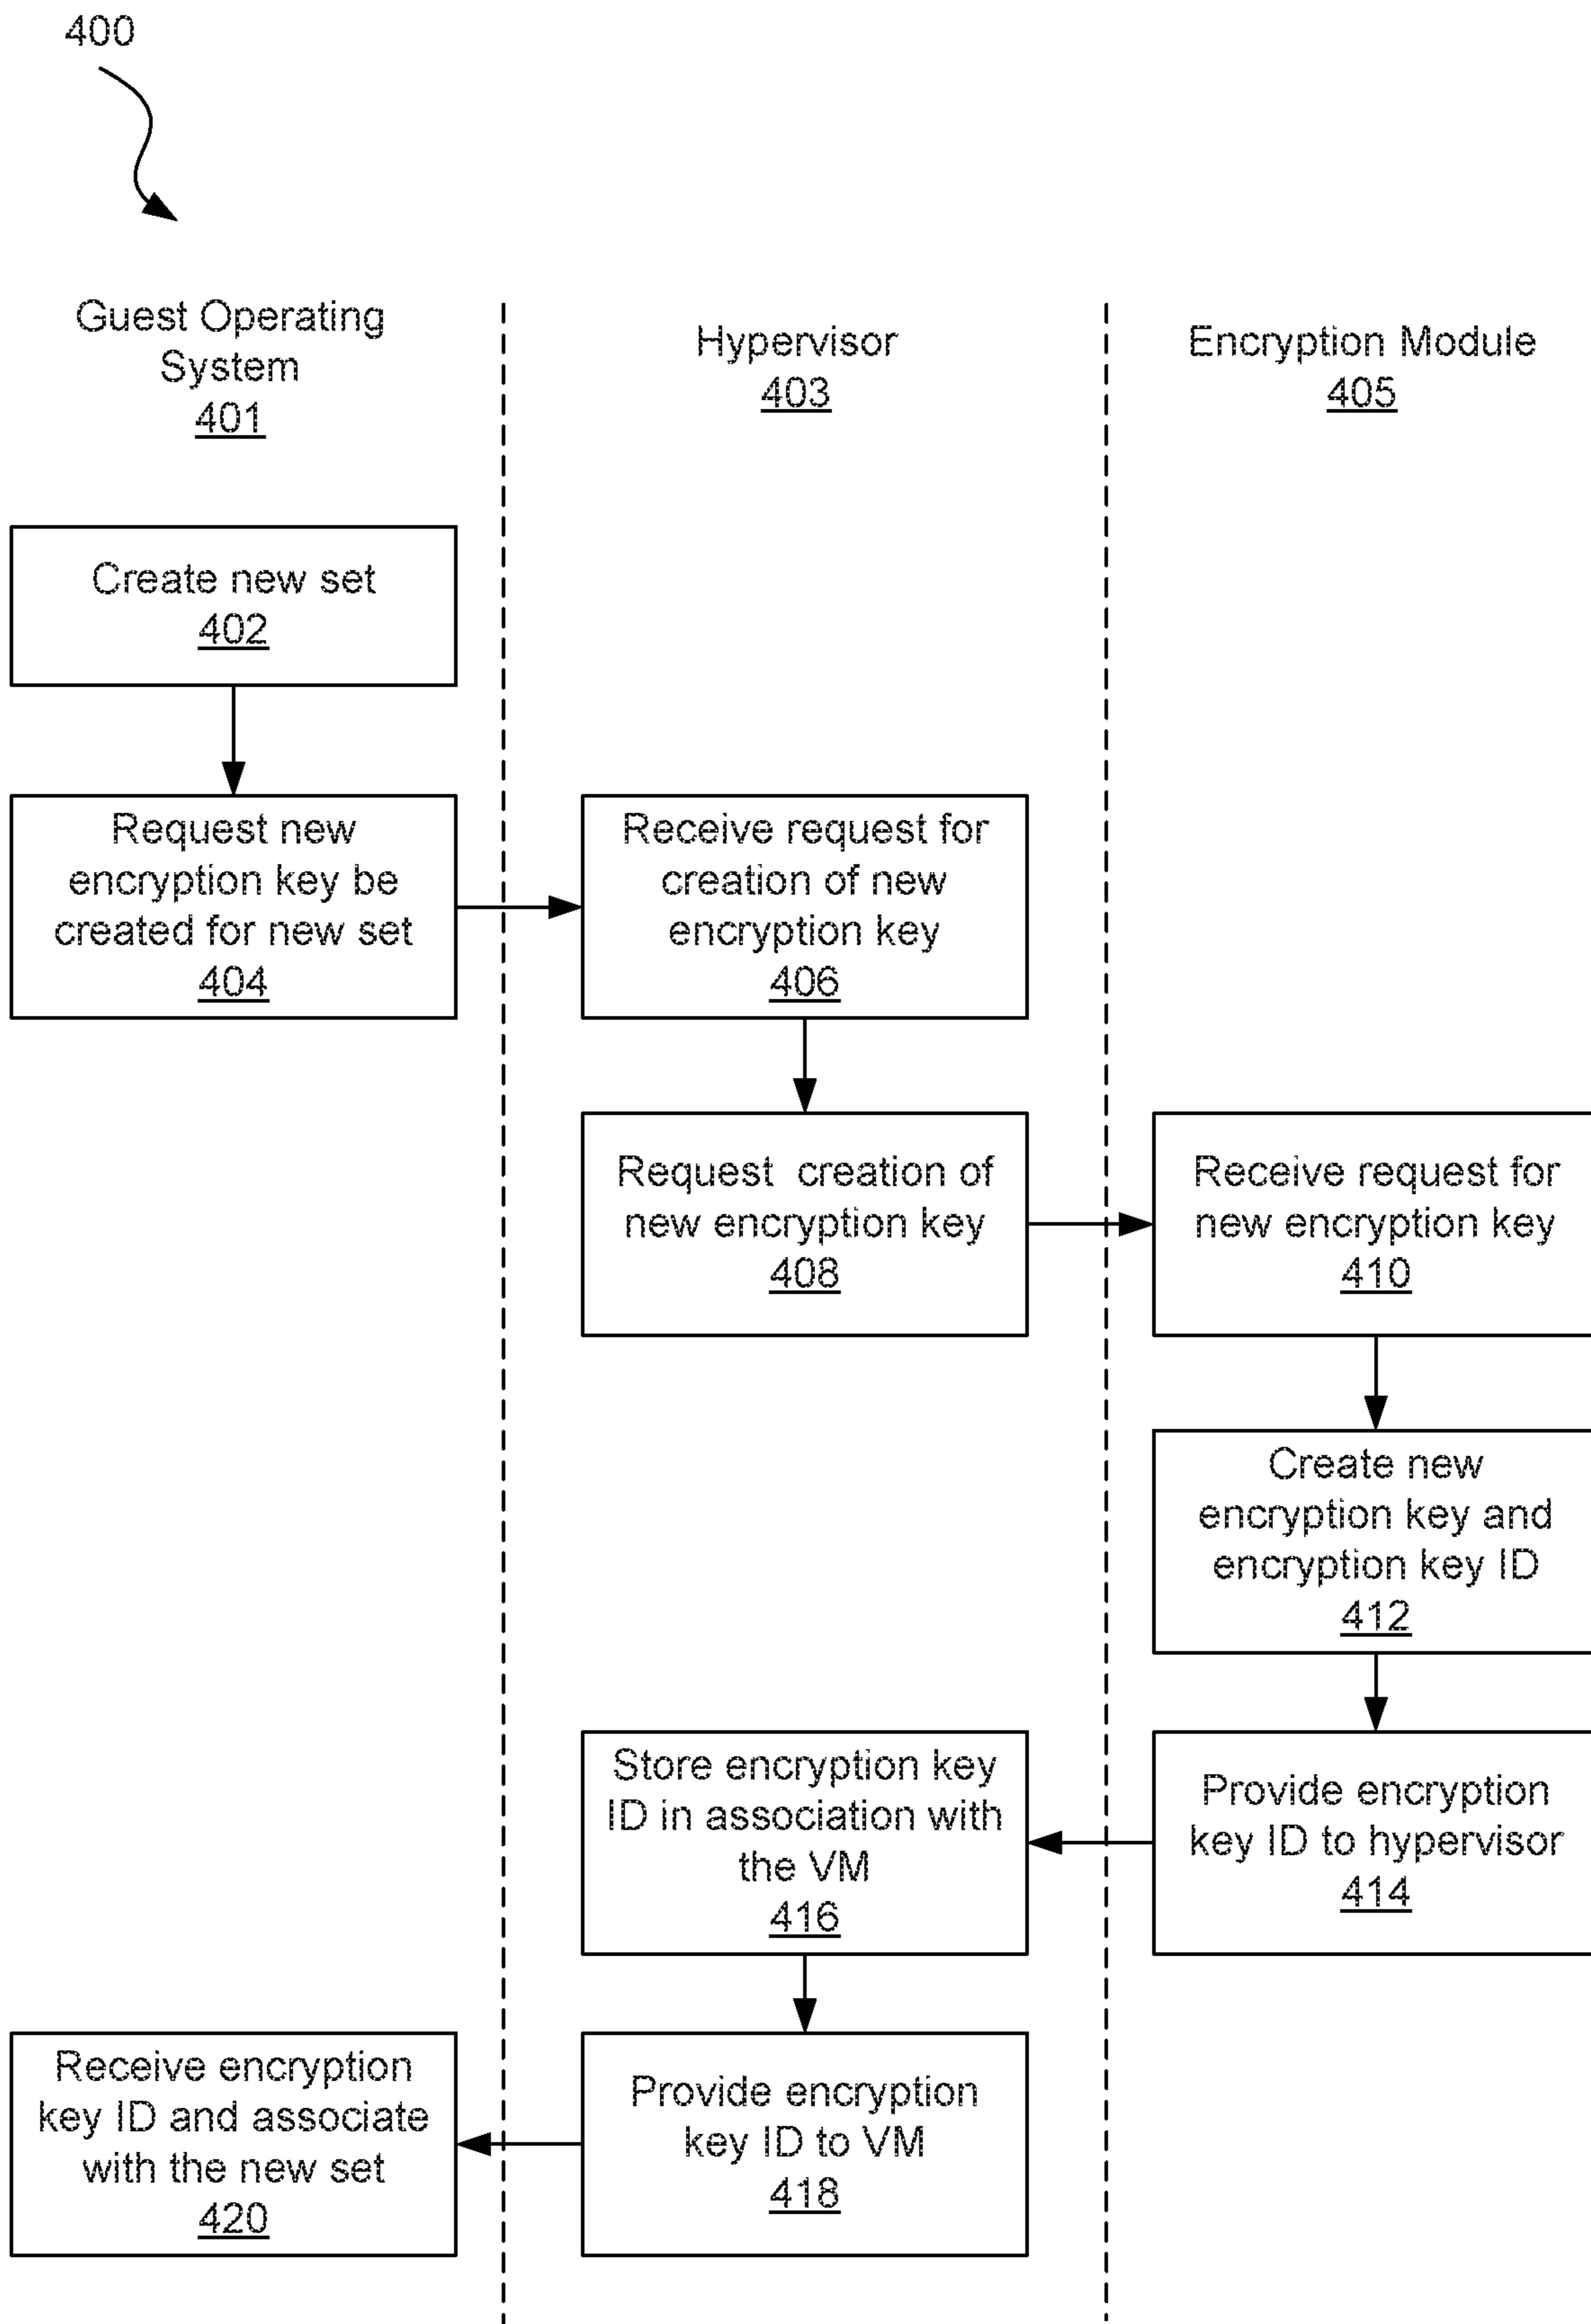 400
Guest Operating
System
401
Hypervisor
403
Encryption Module
405
Create new set
402
Request new
encryption key be
created for new set
404
Receive request for
creation of new
encryption key
406
Request creation of
new encryption key
408
Receive request for
new encryption key
410
Create new
encryption key and
encryption key ID
412
Provide encryption
key ID to hypervisor
414
Store encryption key
ID in association with
the VM
416
Provide encryption
key ID to VM
418
Receive encryption
key ID and associate
with the new set
420